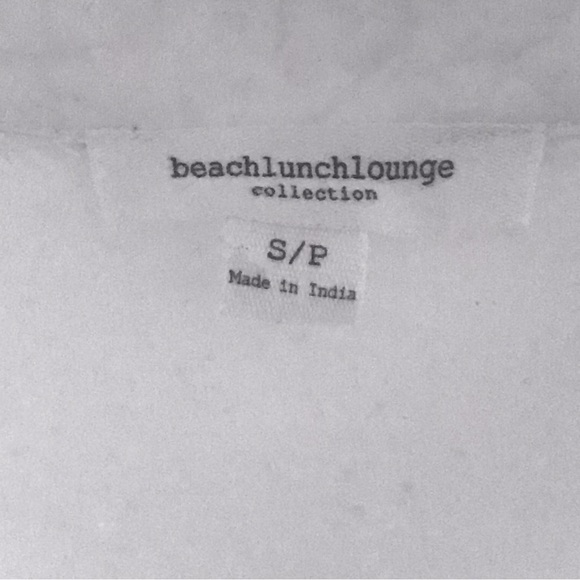 beachlunchlounge
collection
S/P
Made in India